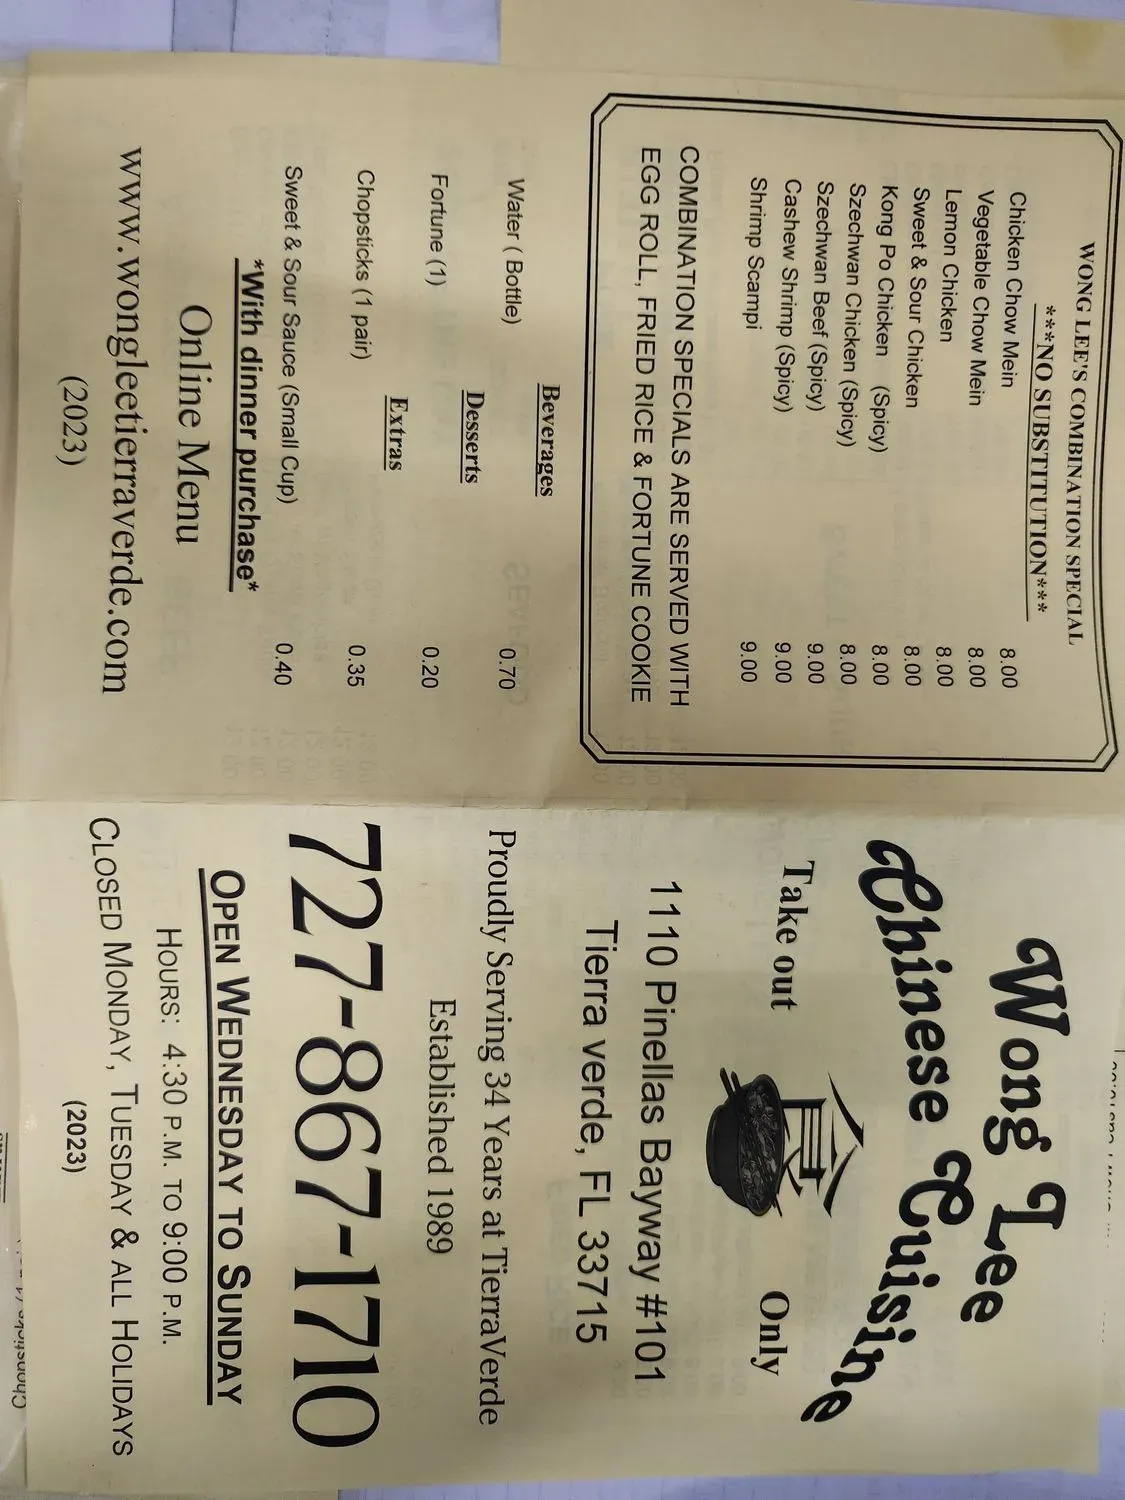 WONG LEE'S COMBINATION SPECIAL
***NO SUBSTITUTION***
Chicken Chow Mein 8.00
Vegetable Chow Mein 8.00
Lemon Chicken 8.00
Sweet & Sour Chicken 8.00
Kong Po Chicken (Spicy) 8.00
Szechwan Chicken (Spicy) 8.00
Szechwan Beef (Spicy) 9.00
Cashew Shrimp (Spicy) 9.00
Shrimp Scampi 9.00
COMBINATION SPECIALS ARE SERVED WITH
EGG ROLL, FRIED RICE & FORTUNE COOKIE
Beverages
Water ( Bottle) 0.70
Desserts
Fortune (1) 0.20
Extras
Chopsticks (1 pair) 0.35
Sweet & Sour Sauce (Small Cup) 0.40
*With dinner purchase*
Online Menu
www.wongleetierraverde.com
(2023)
Wong Lee
Chinese Cuisine
Take out 食 Only
1110 Pinellas Bayway #101
Tierra verde, FL 33715
Proudly Serving 34 Years at TierraVerde
Established 1989
727-867-1710
OPEN WEDNESDAY TO SUNDAY
HOURS: 4:30 P.M. TO 9:00 P.M.
CLOSED MONDAY, TUESDAY & ALL HOLIDAYS
(2023)
Chopsticks